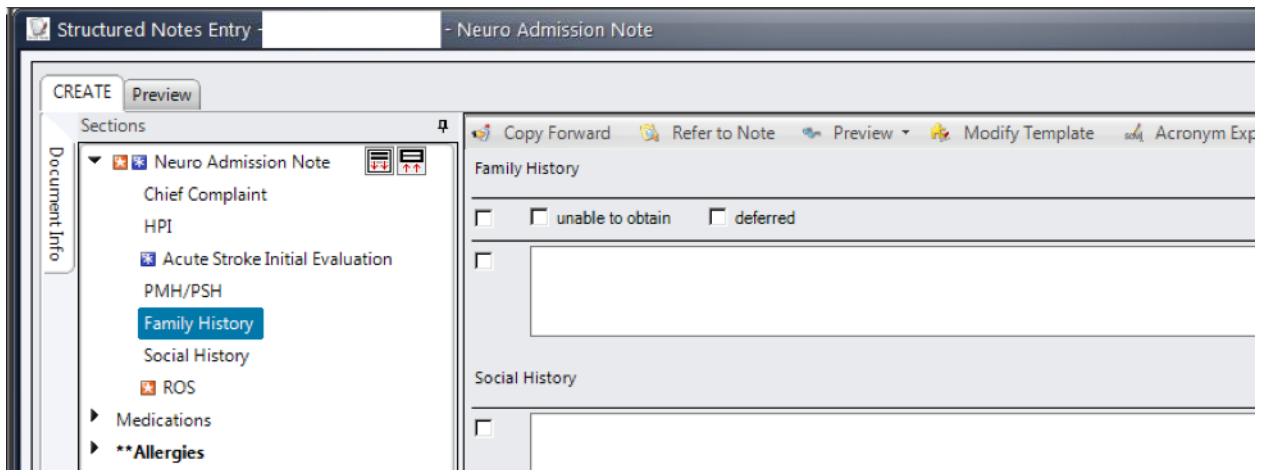 Structured Notes Entry - - Neuro Admission Note
CREATE Preview
Sections
Copy Forward Refer to Note Preview Modify Template Acronym Exp
Document Info
Neuro Admission Note
Chief Complaint
HPI
Acute Stroke Initial Evaluation
PMH/PSH
Family History
Social History
ROS
Medications
**Allergies
Family History
unable to obtain deferred
Social History